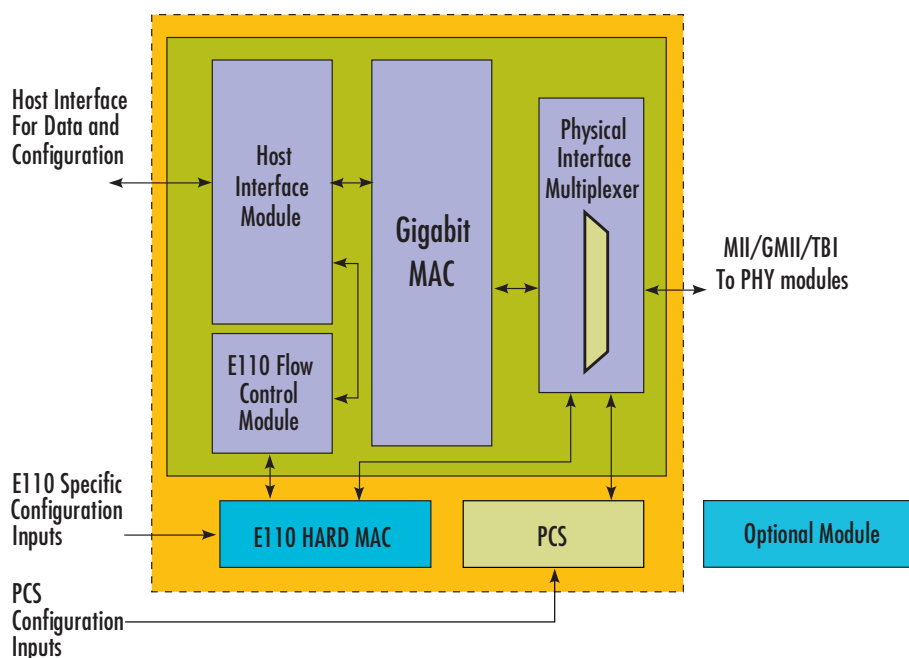 Host Interface
For Data and
Configuration
Host
Interface
Module
Gigabit
MAC
Physical
Interface
Multiplexer
MII/GMII/TBI
To PHY modules
E110 Flow
Control
Module
E110 Specific
Configuration
Inputs
E110 HARD MAC
PCS
Optional Module
PCS
Configuration
Inputs